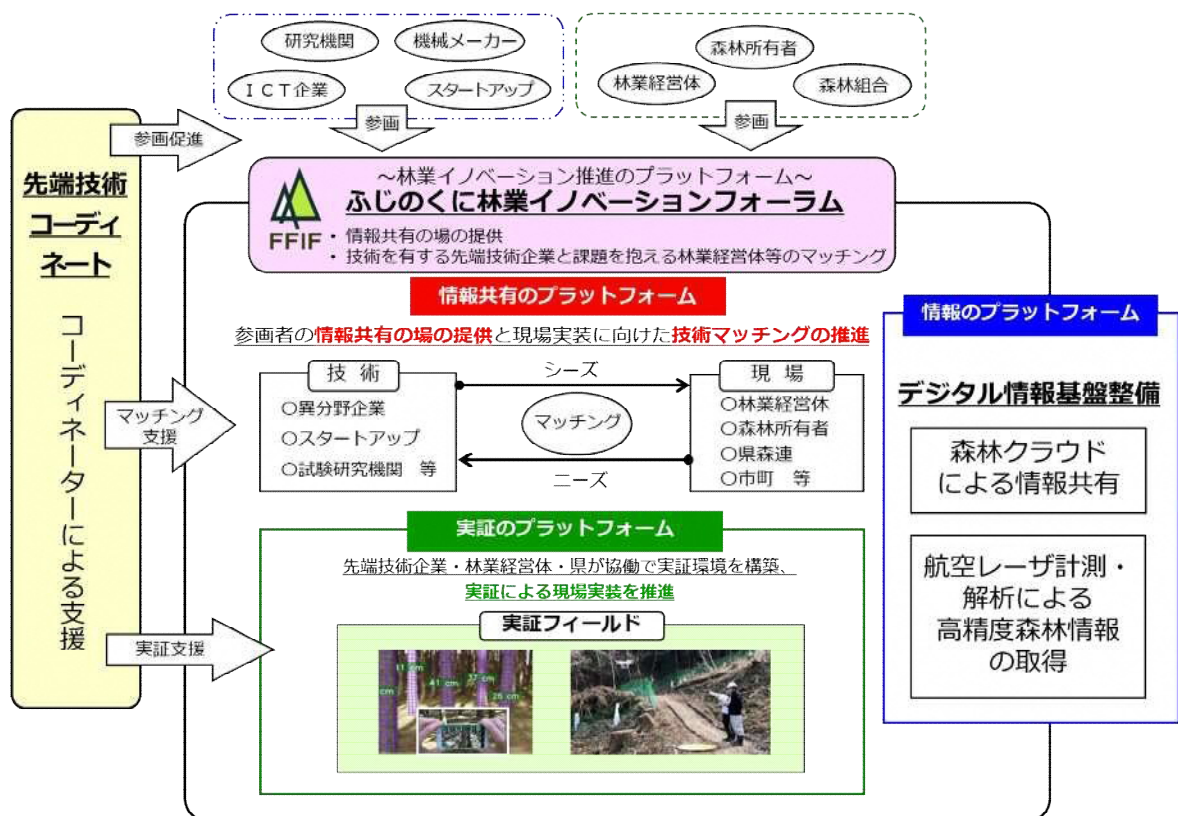 研究機関
機械メーカー
ICT企業
スタートアップ
森林所有者
林業経営体
森林組合
参画
参画
参画促進
先端技術
コーディ
ネート
コーディネーターによる支援
～林業イノベーション推進のプラットフォーム～
ふじのくに林業イノベーションフォーラム
FFIF
・情報共有の場の提供
・技術を有する先端技術企業と課題を抱える林業経営体等のマッチング
情報共有のプラットフォーム
参画者の情報共有の場の提供と現場実装に向けた技術マッチングの推進
技術
○異分野企業
○スタートアップ
○試験研究機関 等
シーズ
マッチング
ニーズ
現場
○林業経営体
○森林所有者
○県森連
○市町 等
マッチング
支援
実証のプラットフォーム
先端技術企業・林業経営体・県が協働で実証環境を構築、
実証による現場実装を推進
実証支援
実証フィールド
11 cm
cm
41 cm
37 cm
26 cm
情報のプラットフォーム
デジタル情報基盤整備
森林クラウド
による情報共有
航空レーザ計測・
解析による
高精度森林情報
の取得